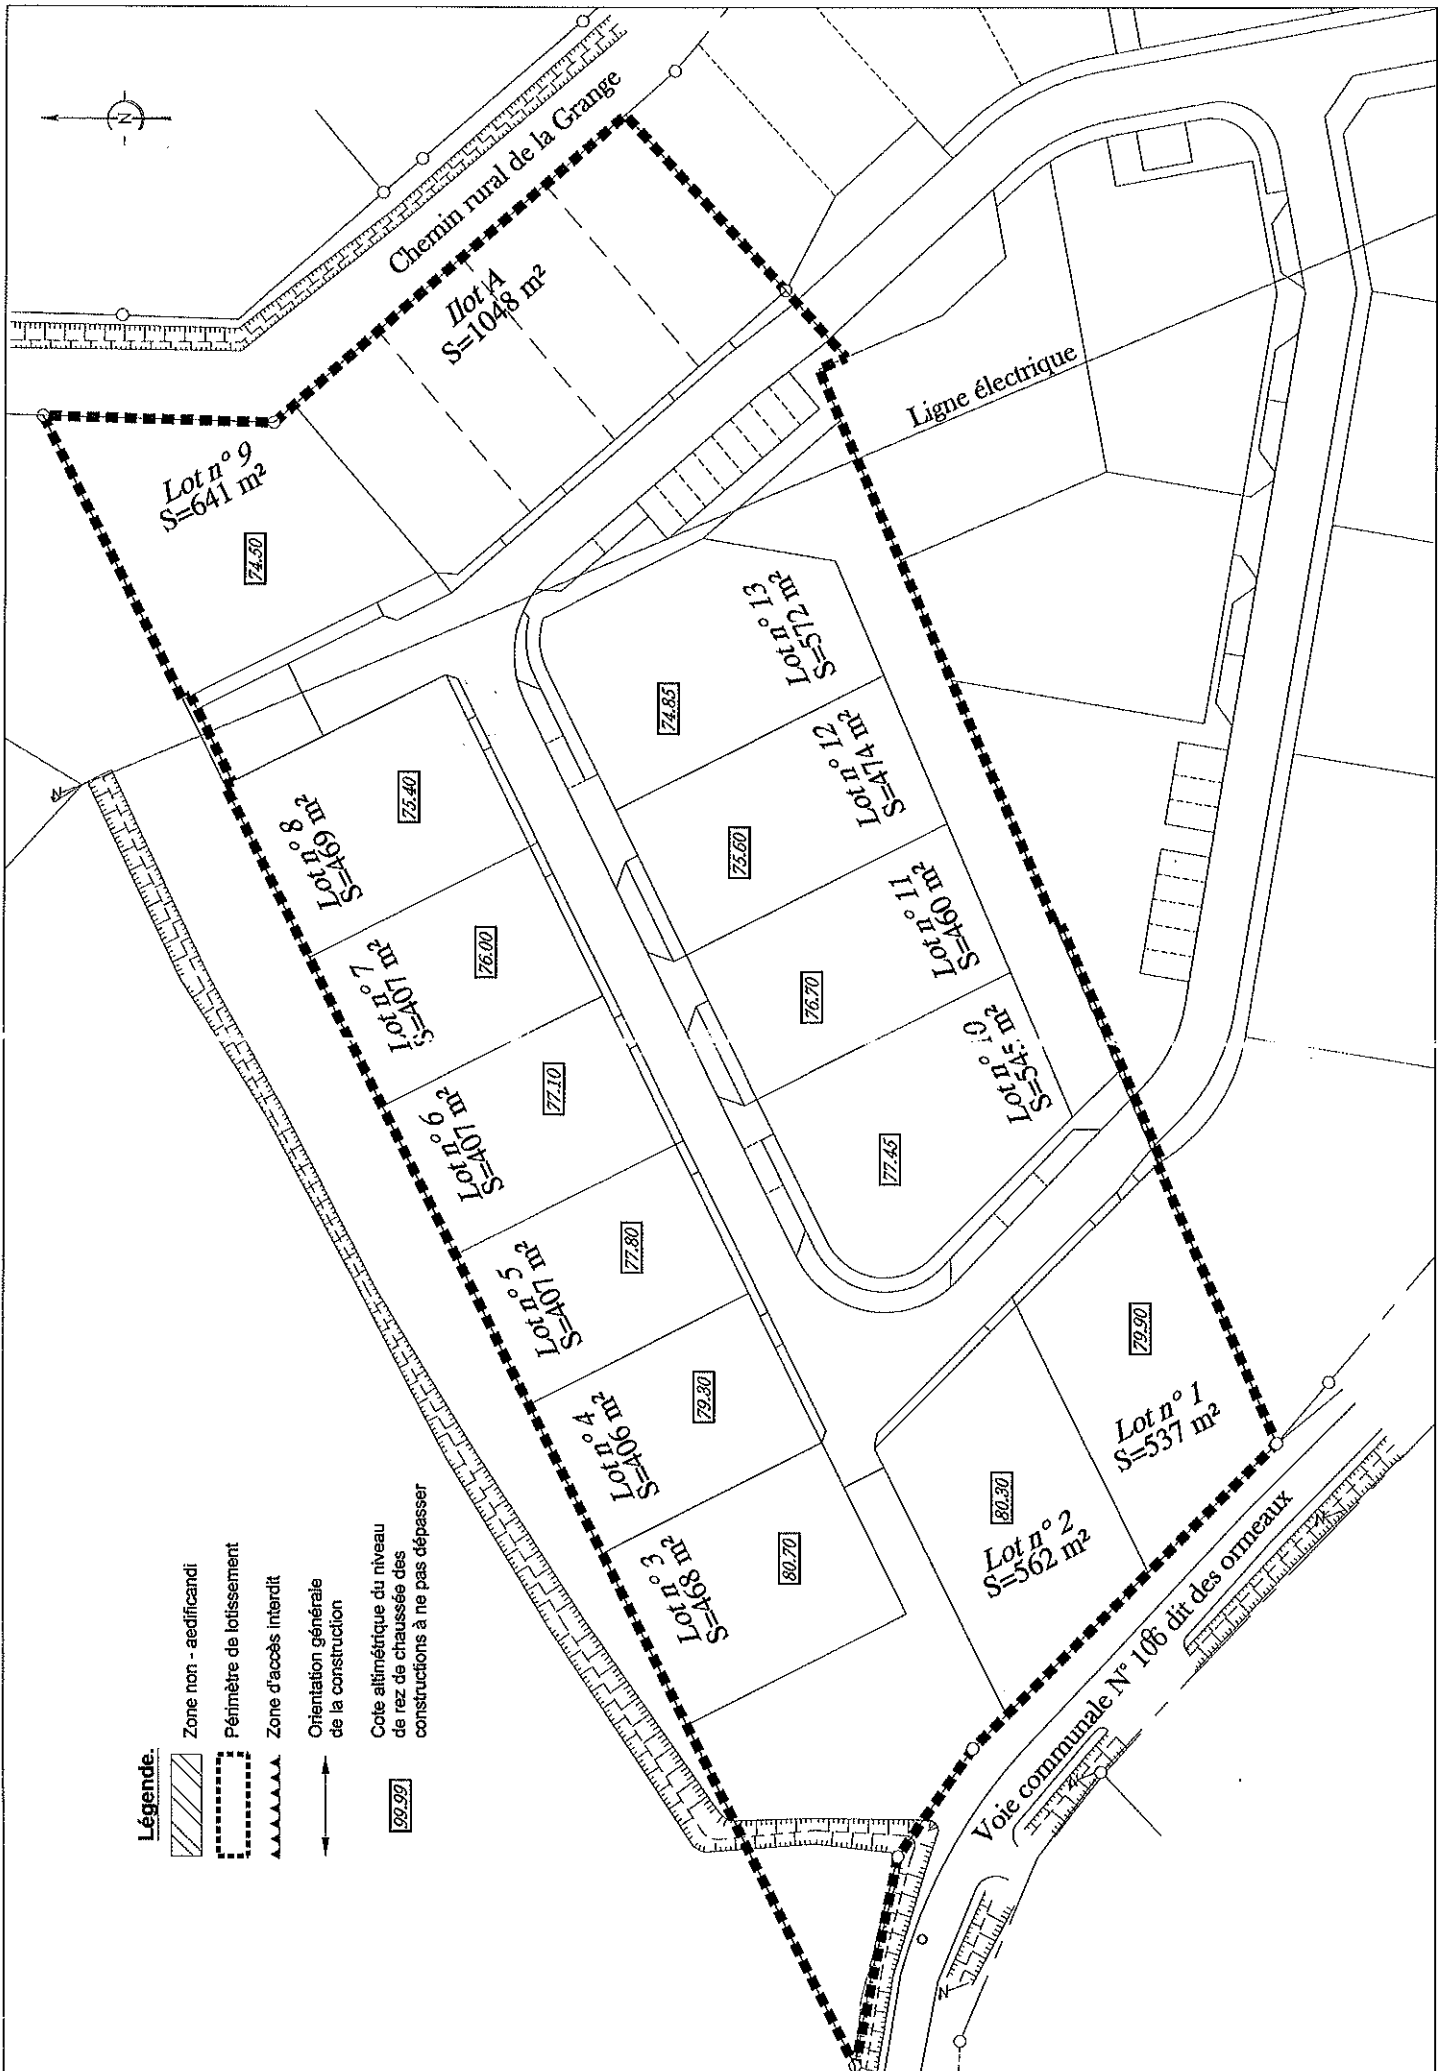 Légende.
Zone non - aedificandi
Périmètre de lotissement
Zone d'accès interdit
Orientation générale
de la construction
99.99
Cote altimétrique du niveau
de rez de chaussée des
constructions à ne pas dépasser
N
Chemin rural de la Grange
Ilot A
S=1048 m²
Lot n° 9
S=641 m²
74.50
Ligne électrique
Lot n° 8
S=469 m²
75.40
Lot n° 7
S=407 m²
76.00
Lot n° 6
S=407 m²
77.10
Lot n° 5
S=407 m²
77.80
Lot n° 4
S=406 m²
79.30
Lot n° 3
S=468 m²
80.70
Lot n° 13
S=572 m²
74.85
Lot n° 12
S=474 m²
75.60
Lot n° 11
S=460 m²
76.70
Lot n° 10
S=545 m²
77.45
Lot n° 1
S=537 m²
79.90
Lot n° 2
S=562 m²
80.30
Voie communale N° 106 dit des ormeaux